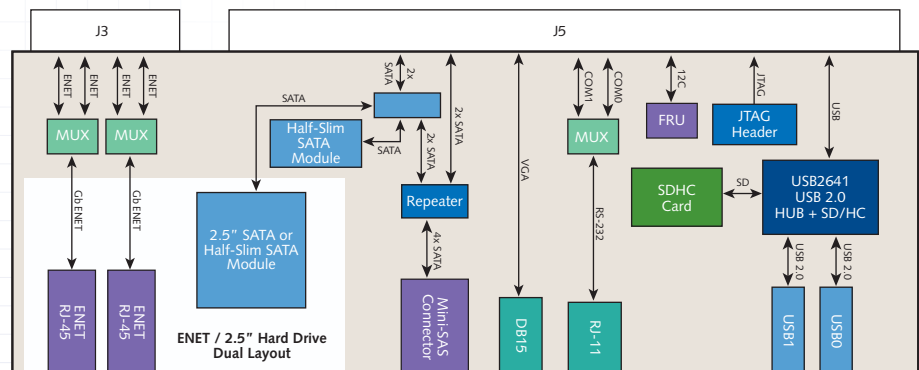 J3
J5
ENET
ENET
ENET
ENET
2x
SATA
2x SATA
VGA
COM1
COM0
12C
JTAG
USB
SATA
MUX
MUX
Half-Slim
SATA
Module
SATA
2x SATA
MUX
FRU
JTAG
Header
Gb ENET
Gb ENET
2.5” SATA or
Half-Slim SATA
Module
Repeater
RS-232
SDHC
Card
SD
USB2641
USB 2.0
HUB + SD/HC
4x SATA
USB 2.0
USB 2.0
ENET
RJ-45
ENET
RJ-45
ENET / 2.5” Hard Drive
Dual Layout
Mini-SAS
Connector
DB15
RJ-11
USB1
USB0